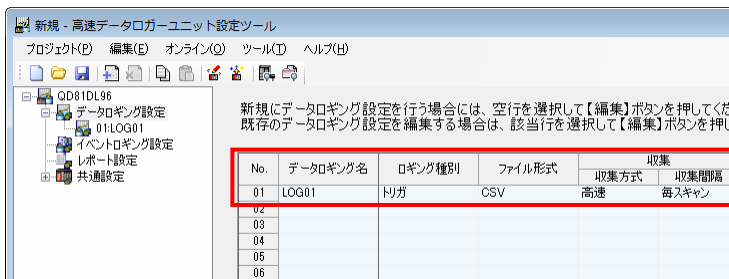 新規 - 高速データロガーユニット設定ツール
プロジェクト(P) 編集(E) オンライン(O) ツール(T) ヘルプ(H)
QD81DL96
データロギング設定
01:LOG01
イベントロギング設定
レポート設定
共通設定
新規にデータロギング設定を行う場合には、空行を選択して【編集】ボタンを押してくだ
既存のデータロギング設定を編集する場合は、該当行を選択して【編集】ボタンを押し
No. データロギング名 ロギング種別 ファイル形式 収集
収集方式 収集間隔
01 LOG01 トリガ CSV 高速 毎スキャン
02
03
04
05
06